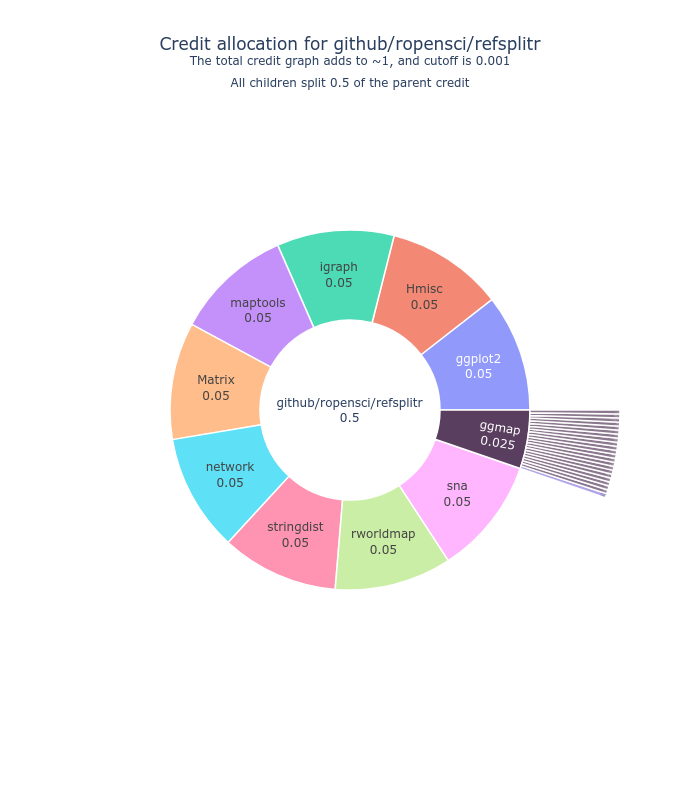 Credit allocation for github/ropensci/refsplitr
The total credit graph adds to ~1, and cutoff is 0.001
All children split 0.5 of the parent credit
igraph
0.05
Hmisc
0.05
maptools
0.05
ggplot2
0.05
Matrix
0.05
github/ropensci/refsplitr
0.5
ggmap
0.025
network
0.05
sna
0.05
stringdist
0.05
rworldmap
0.05